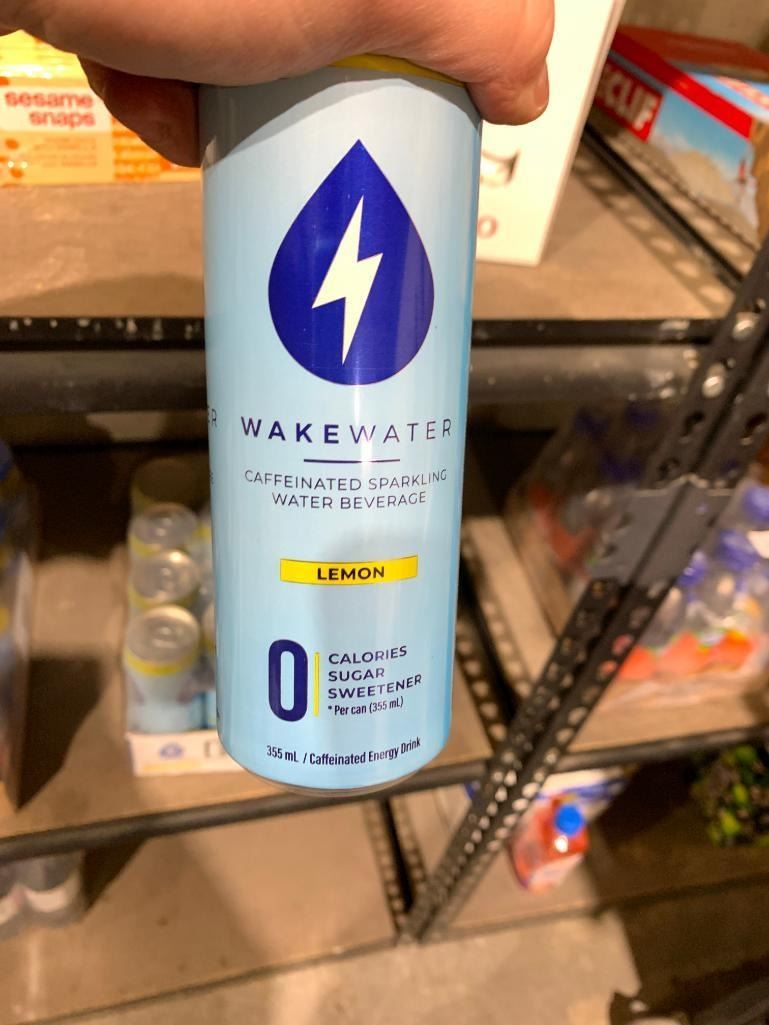 sesame
snaps
CLIF
WAKEWATER
CAFFEINATED SPARKLING
WATER BEVERAGE
LEMON
0
CALORIES
SUGAR
SWEETENER
*Per can (355 mL)
355 mL / Caffeinated Energy Drink